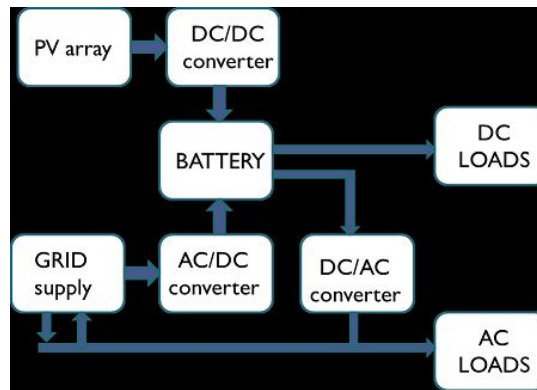 PV array
DC/DC
converter
BATTERY
DC
LOADS
GRID
supply
AC/DC
converter
DC/AC
converter
AC
LOADS